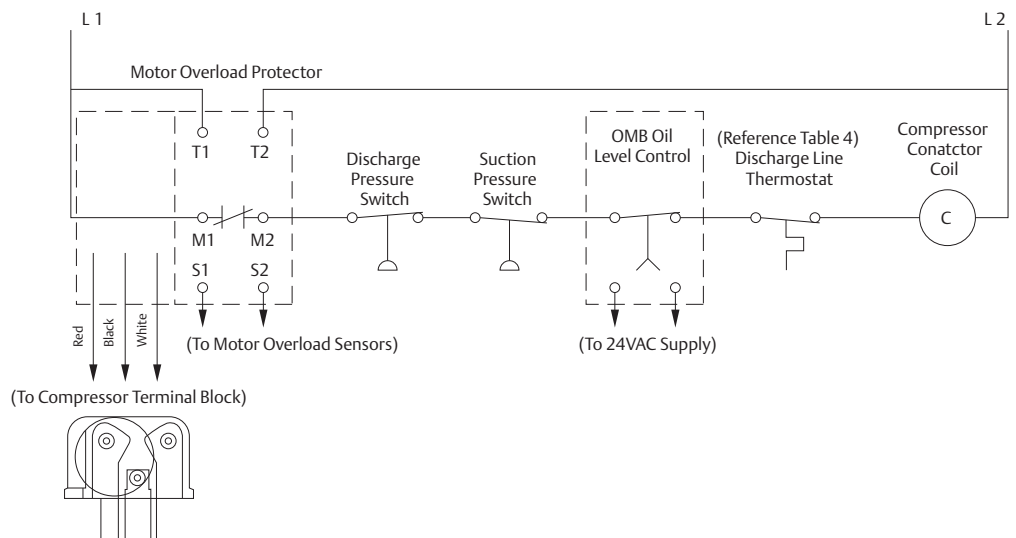 L 1
L 2
Motor Overload Protector
T1
T2
OMB Oil
Level Control
(Reference Table 4)
Discharge Line
Thermostat
Compressor
Conatctor
Coil
Discharge
Pressure
Switch
Suction
Pressure
Switch
M1
M2
C
S1
S2
Red
Black
White
(To Motor Overload Sensors)
(To 24VAC Supply)
(To Compressor Terminal Block)